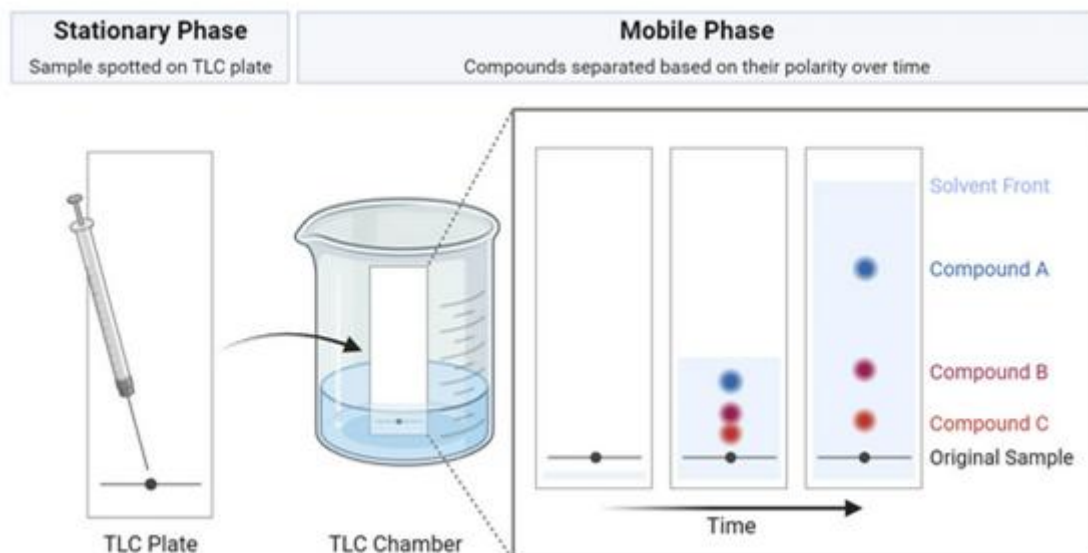 Stationary Phase
Sample spotted on TLC plate
Mobile Phase
Compounds separated based on their polarity over time
Solvent Front
Compound A
Compound B
Compound C
Original Sample
Time
TLC Plate
TLC Chamber